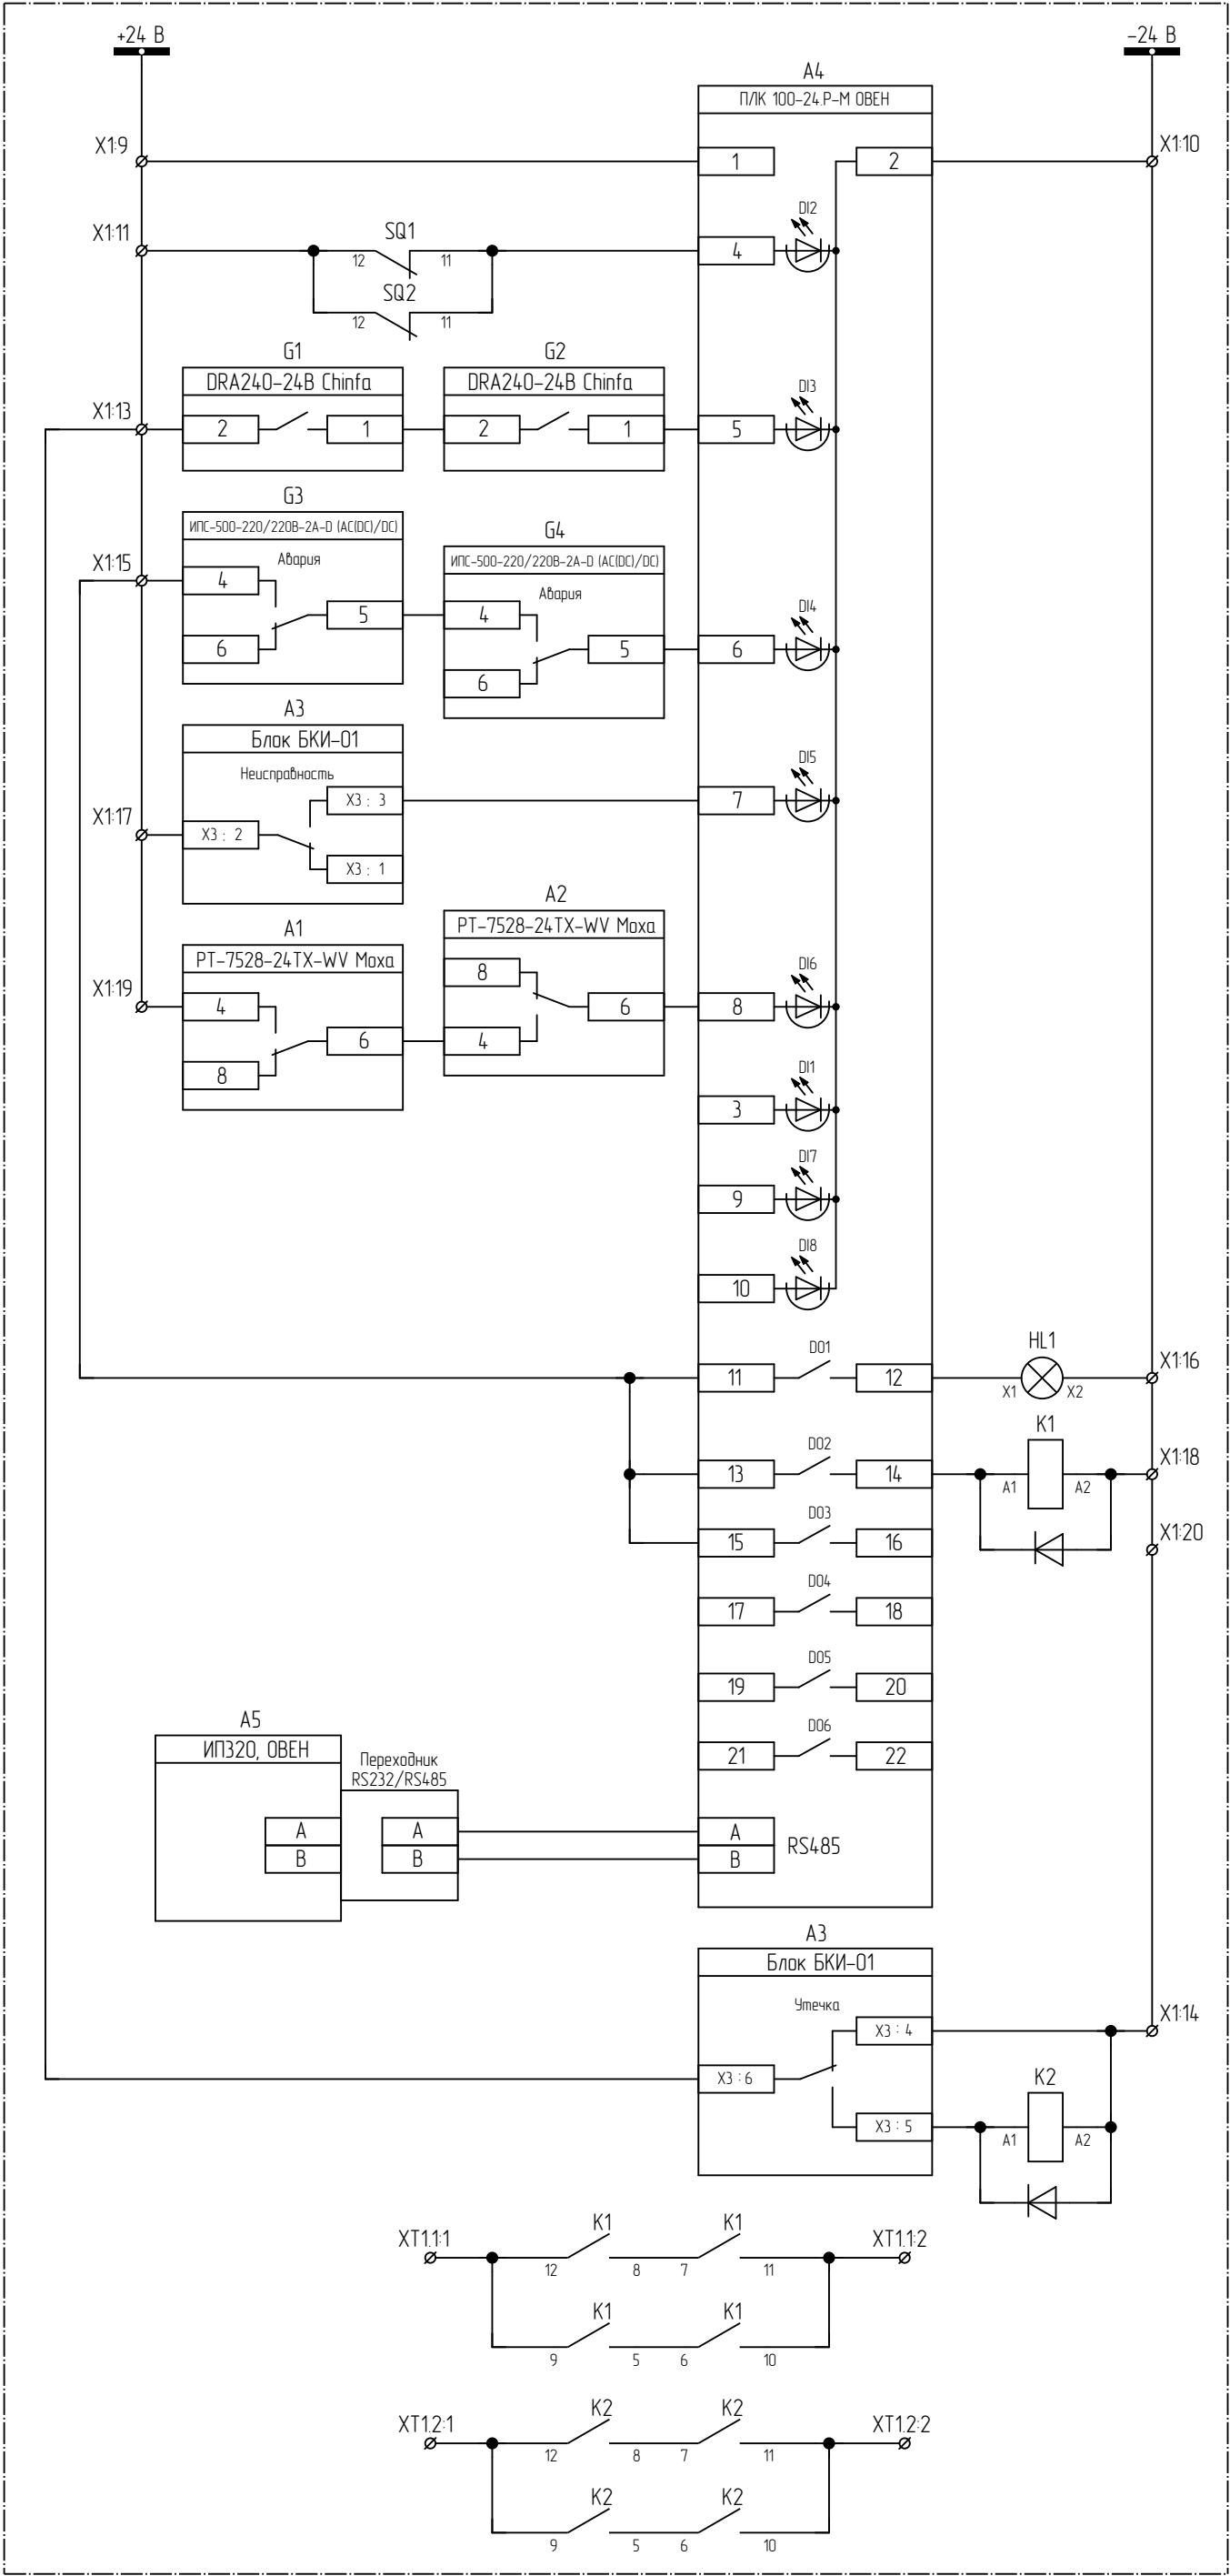 +24 В
−24 В
А4
ПЛК 100-24.Р-М ОВЕН
X1:9
1
2
X1:10
DI2
X1:11
SQ1
12
11
4
SQ2
12
11
G1
DRA240-24B Chinfa
G2
DRA240-24B Chinfa
DI3
X1:13
2
1
2
1
5
G3
ИПС-500-220/220В-2А-D (AC(DC)/DC)
Авария
G4
ИПС-500-220/220В-2А-D (AC(DC)/DC)
Авария
X1:15
4
5
6
4
5
6
DI4
6
А3
Блок БКИ-01
Неисправность
X1:17
X3 : 3
X3 : 2
X3 : 1
DI5
7
А1
PT-7528-24TX-WV Moxa
А2
PT-7528-24TX-WV Moxa
X1:19
4
6
8
8
6
4
DI6
8
DI1
3
DI7
9
DI8
10
DO1
11
12
HL1
X1
X2
X1:16
DO2
13
14
K1
A1
A2
X1:18
DO3
15
16
X1:20
DO4
17
18
DO5
19
20
DO6
21
22
А5
ИП320, ОВЕН
Переходник
RS232/RS485
A
B
A
B
A
B
RS485
А3
Блок БКИ-01
Утечка
X3 : 4
X1:14
X3 : 6
X3 : 5
K2
A1
A2
XT1.1:1
K1
K1
XT1.1:2
12
8
7
11
K1
K1
9
5
6
10
XT1.2:1
K2
K2
XT1.2:2
12
8
7
11
K2
K2
9
5
6
10